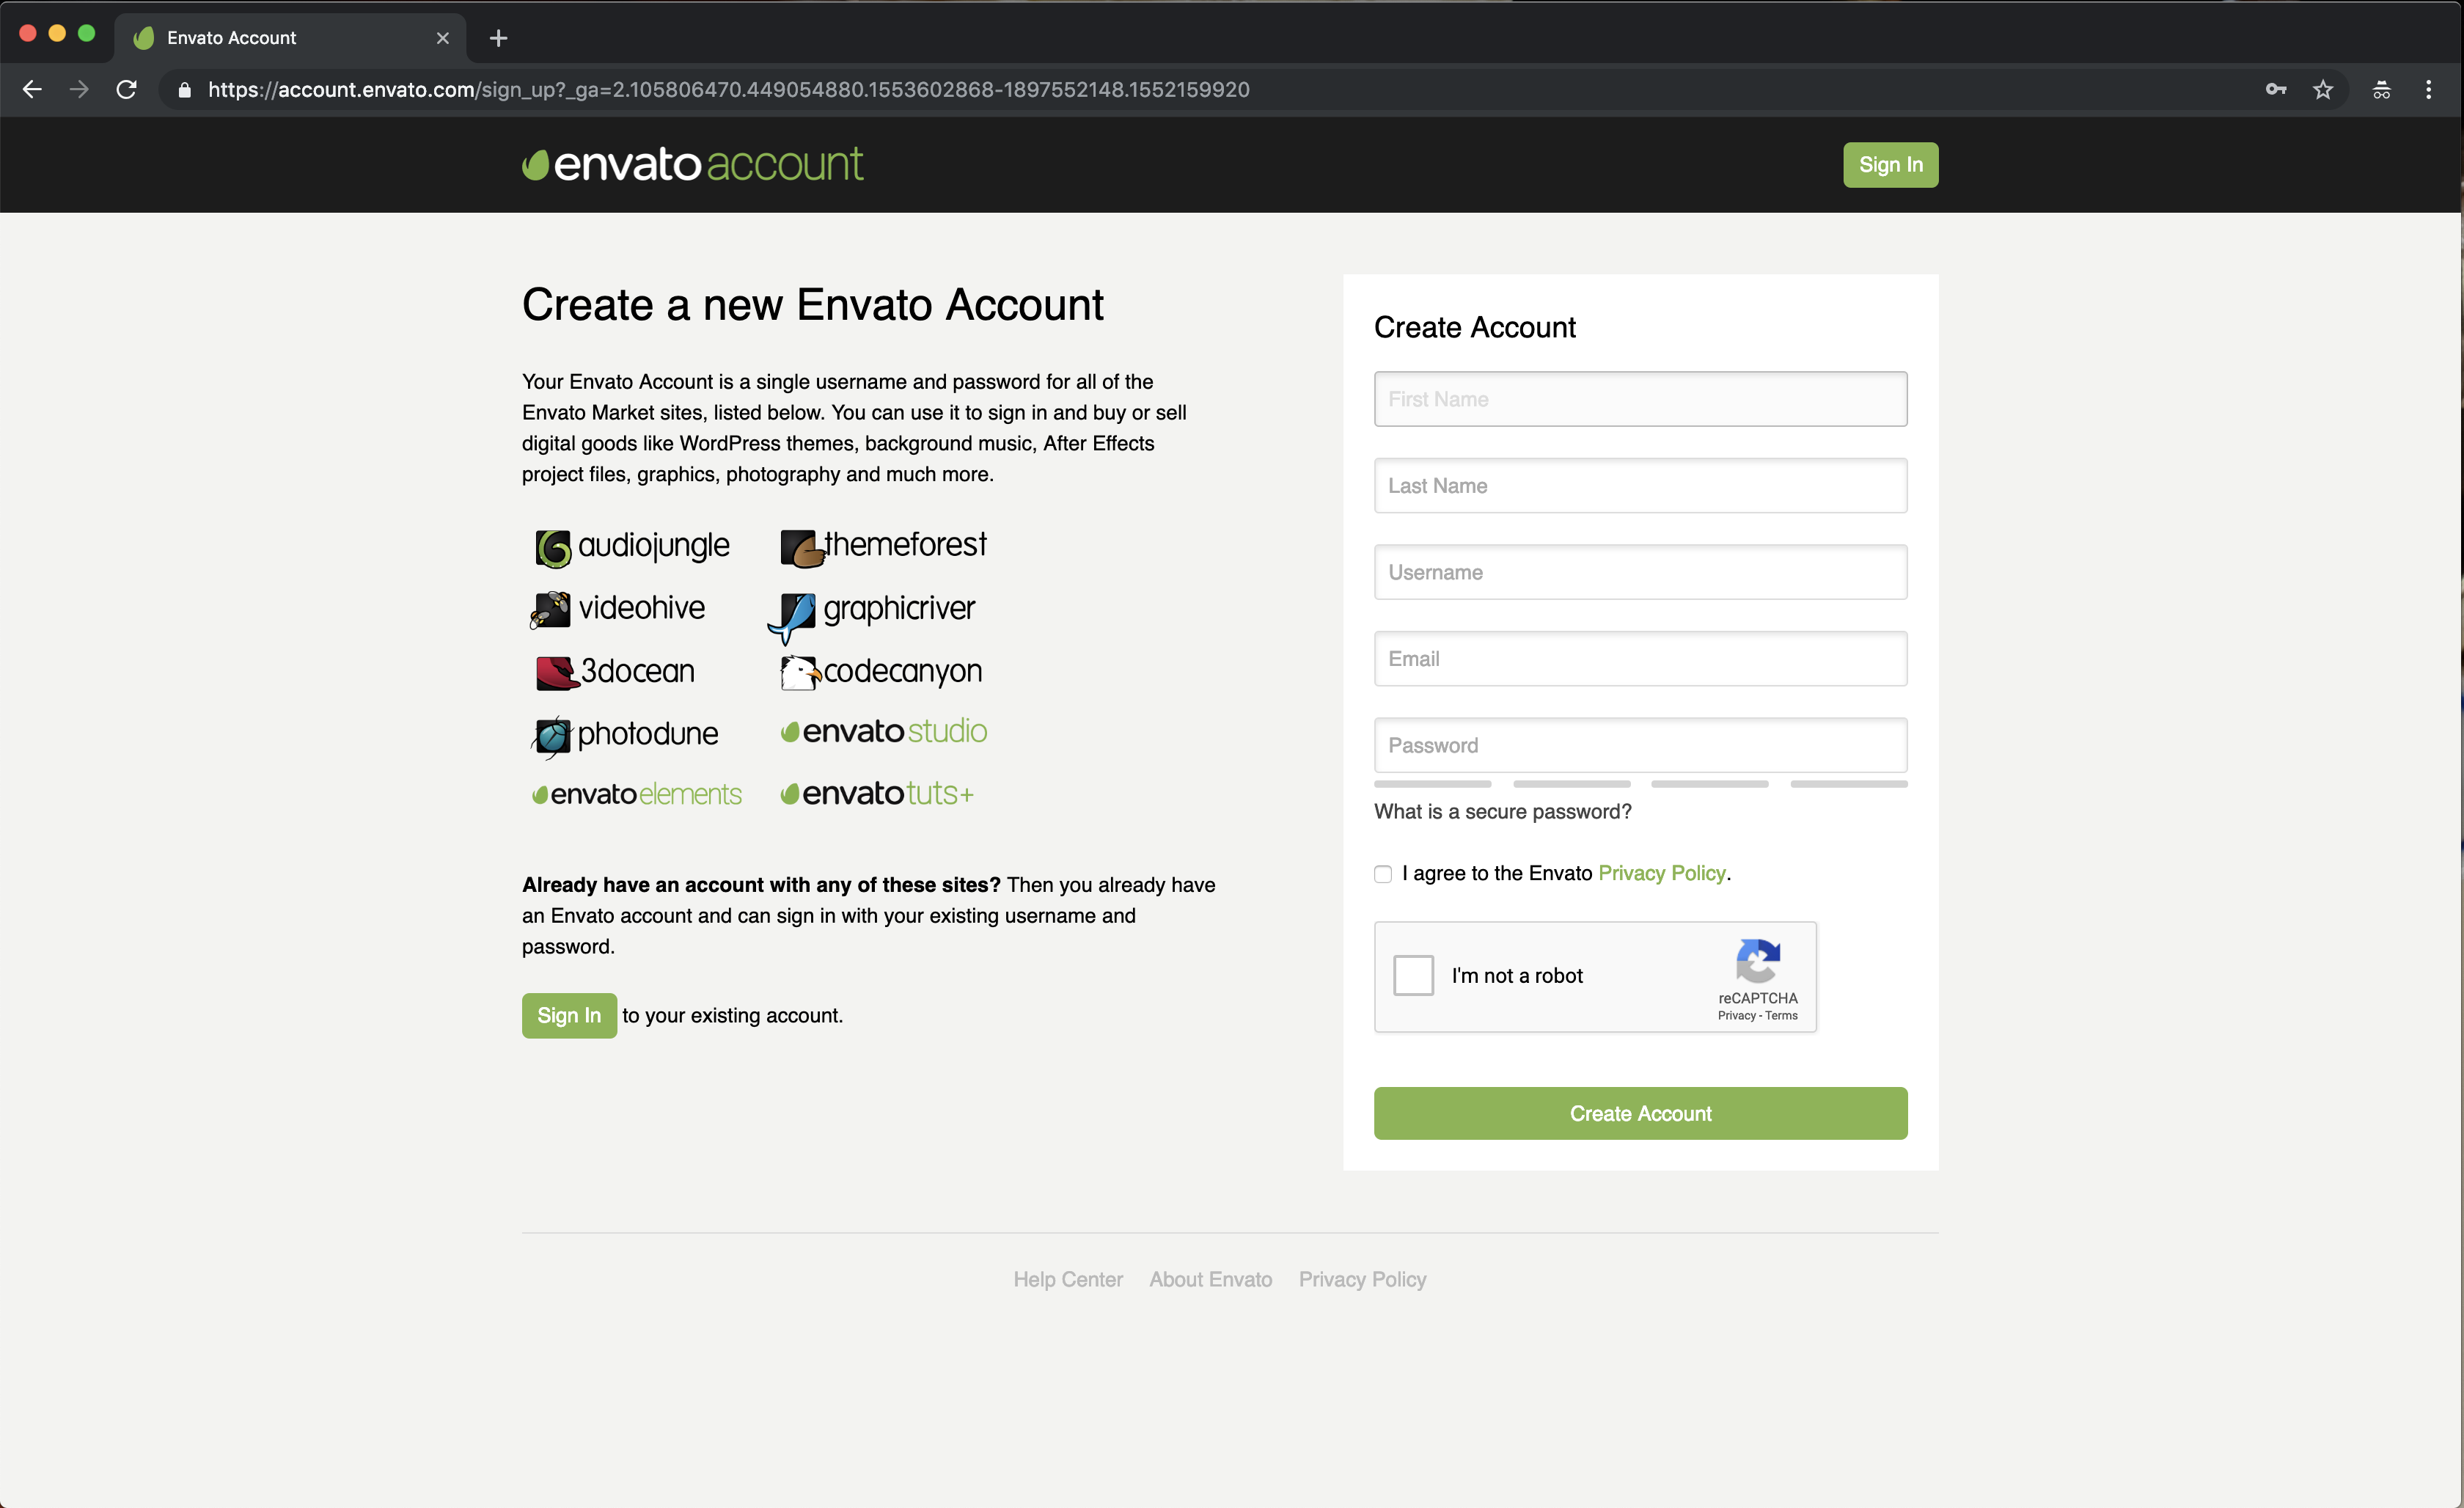 Envato Account
https://account.envato.com/sign_up?_ga=2.105806470.449054880.1553602868-1897552148.1552159920
envato account
Sign In
Create a new Envato Account
Your Envato Account is a single username and password for all of the
Envato Market sites, listed below. You can use it to sign in and buy or sell
digital goods like WordPress themes, background music, After Effects
project files, graphics, photography and much more.
audiojungle themeforest
videohive graphicriver
3docean codecanyon
photodune envato studio
envato elements envato tuts+
Already have an account with any of these sites? Then you already have
an Envato account and can sign in with your existing username and
password.
Sign In to your existing account.
Create Account
First Name
Last Name
Username
Email
Password
What is a secure password?
I agree to the Envato Privacy Policy.
I'm not a robot
reCAPTCHA
Privacy - Terms
Create Account
Help Center About Envato Privacy Policy